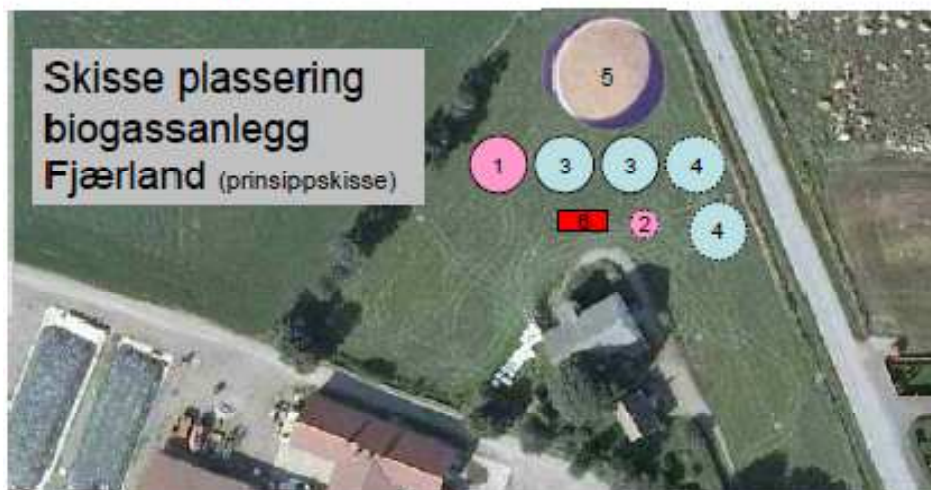 Skisse plassering
biogassanlegg
Fjærland (prinsippskisse)
5
1 3 3 4
6 2 4